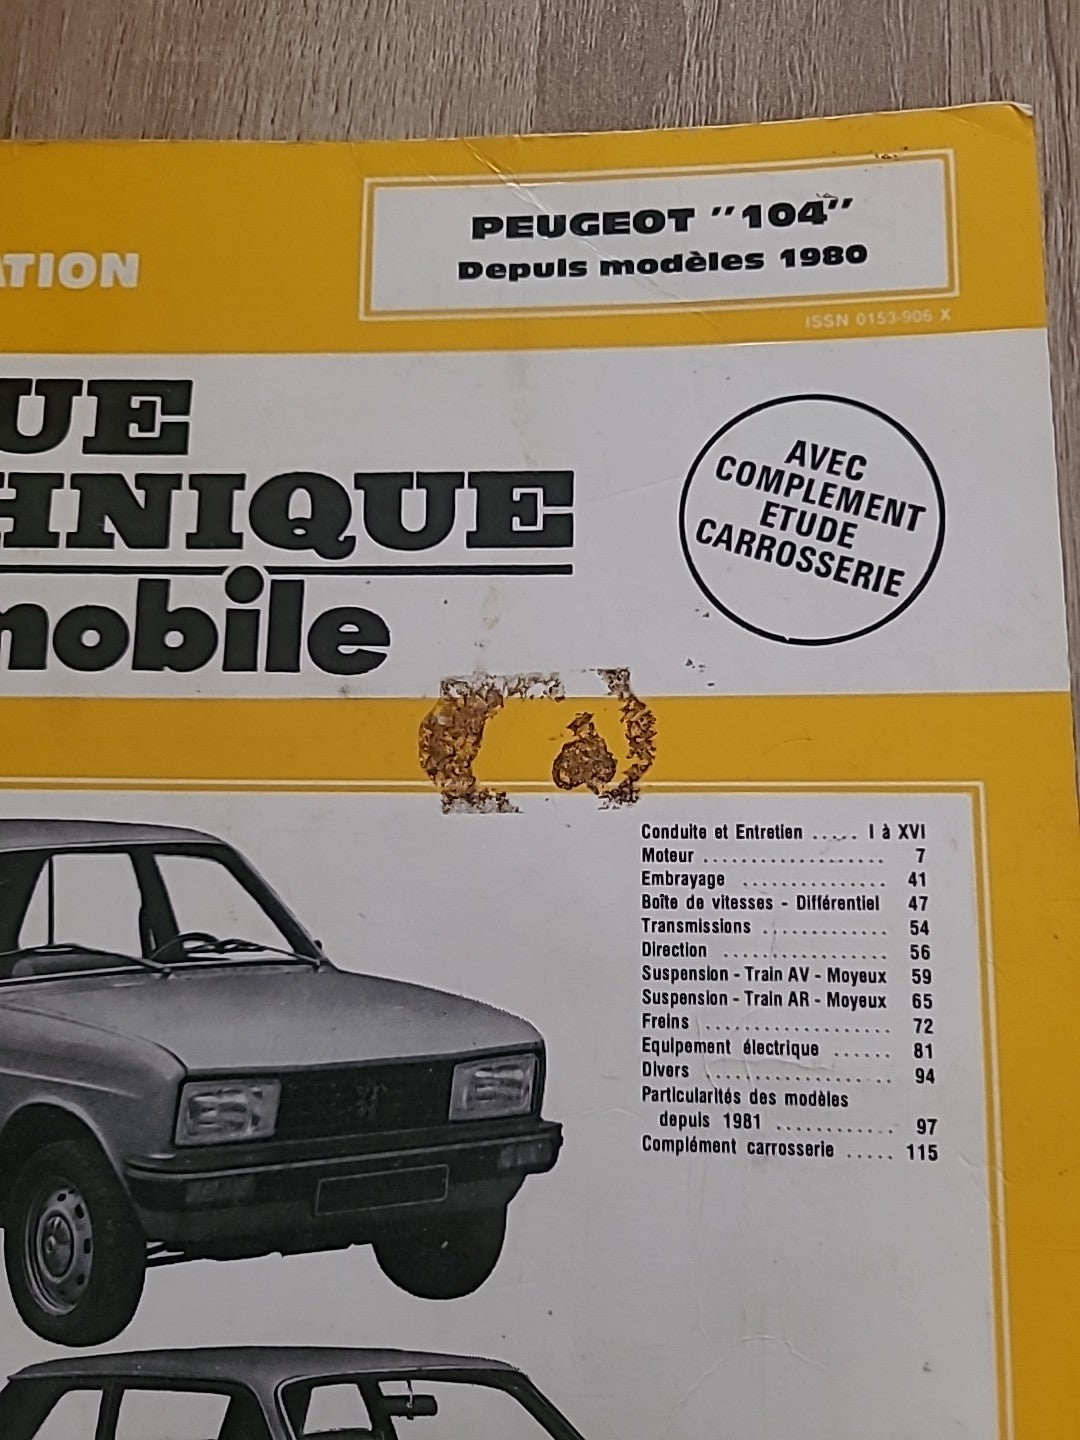 PEUGEOT "104"
Depuis modèles 1980
ATION
ISSN 0153-906 X
UE
HNIQUE
mobile
AVEC
COMPLEMENT
ETUDE
CARROSSERIE
Conduite et Entretien ..... I à XVI
Moteur ................... 7
Embrayage ............... 41
Boîte de vitesses - Différentiel 47
Transmissions ............. 54
Direction ................. 56
Suspension - Train AV - Moyeux 59
Suspension - Train AR - Moyeux 65
Freins ................... 72
Equipement électrique ...... 81
Divers ................... 94
Particularités des modèles
depuis 1981 ............ 97
Complément carrosserie ..... 115